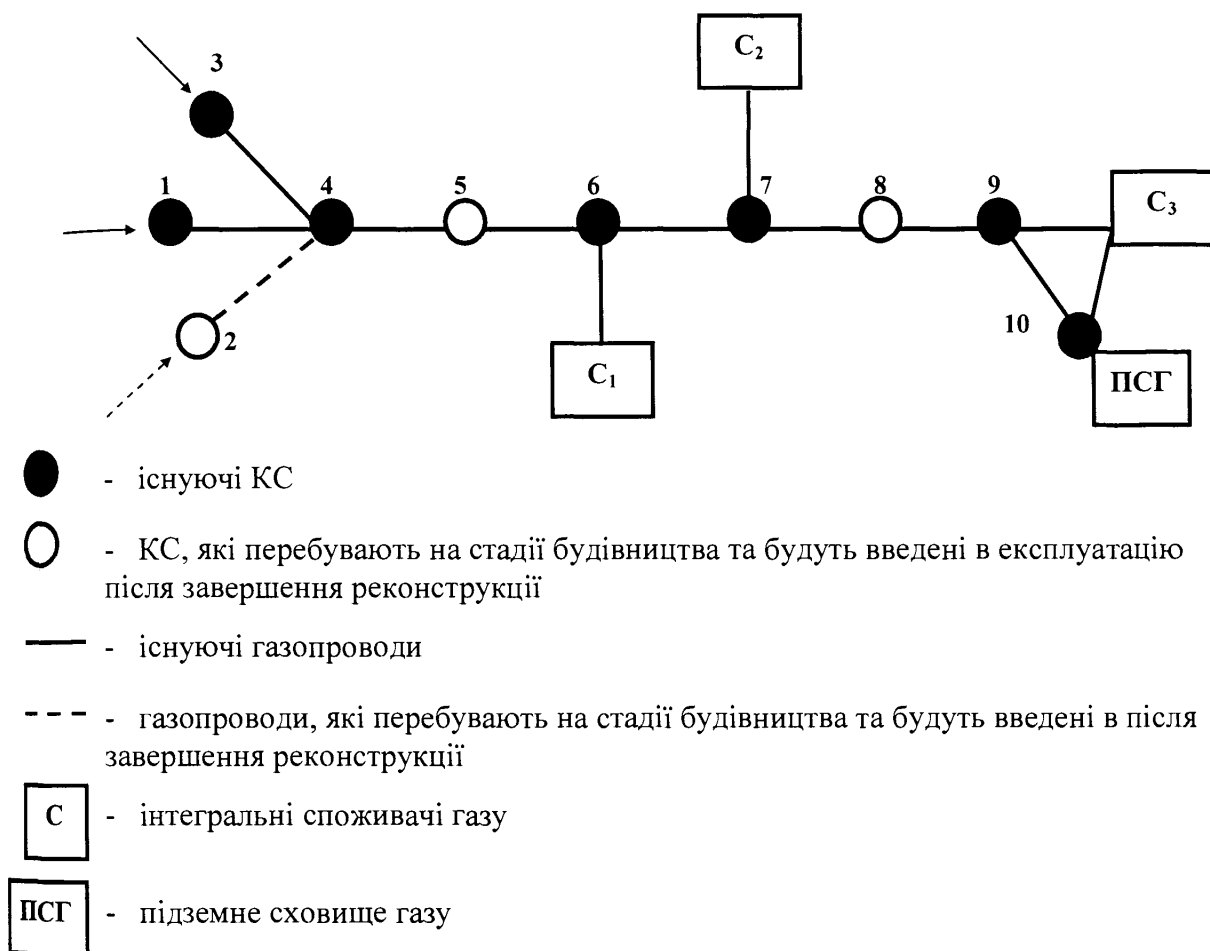 C₂
3
1
4
5
6
7
8
9
C₃
2
10
C₁
ПСГ
- існуючі КС
- КС, які перебувають на стадії будівництва та будуть введені в експлуатацію
після завершення реконструкції
- існуючі газопроводи
- газопроводи, які перебувають на стадії будівництва та будуть введені в після
завершення реконструкції
С - інтегральні споживачі газу
ПСГ - підземне сховище газу